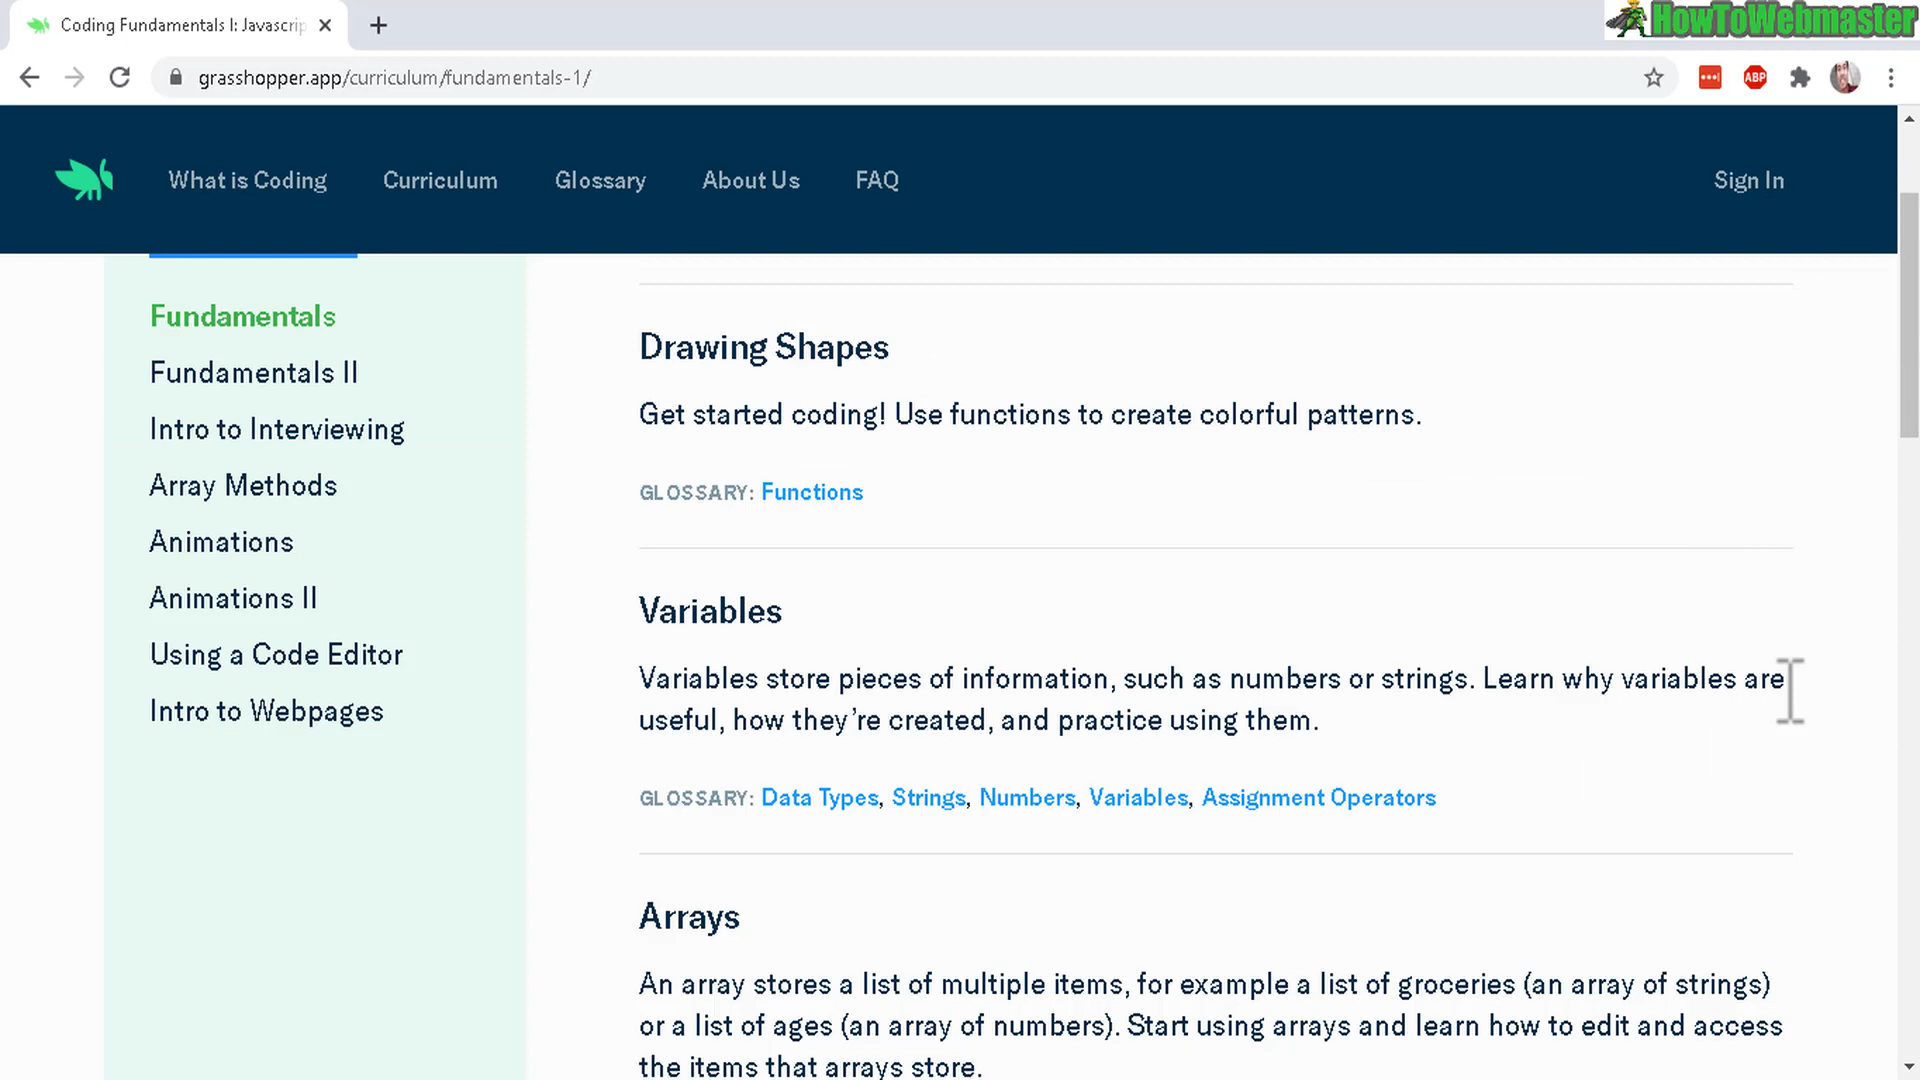 Coding Fundamentals I: Javascrip
HowToWebmaster
grasshopper.app/curriculum/fundamentals-1/
ABP
What is Coding
Curriculum
Glossary
About Us
FAQ
Sign In
Fundamentals
Fundamentals II
Intro to Interviewing
Array Methods
Animations
Animations II
Using a Code Editor
Intro to Webpages
Drawing Shapes
Get started coding! Use functions to create colorful patterns.
GLOSSARY: Functions
Variables
Variables store pieces of information, such as numbers or strings. Learn why variables are
useful, how they’re created, and practice using them.
GLOSSARY: Data Types, Strings, Numbers, Variables, Assignment Operators
Arrays
An array stores a list of multiple items, for example a list of groceries (an array of strings)
or a list of ages (an array of numbers). Start using arrays and learn how to edit and access
the items that arrays store.